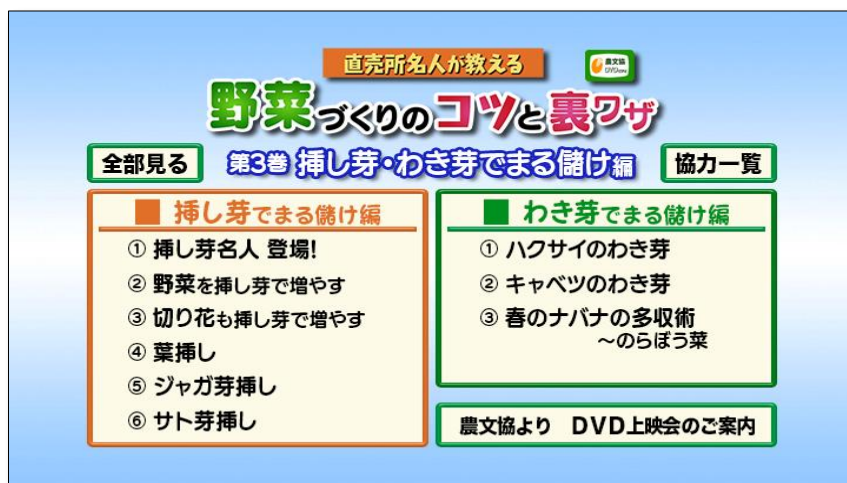 直売所名人が教える
農文協
DVD
野菜づくりのコツと裏ワザ
全部見る
第3巻 挿し芽・わき芽でまる儲け編
協力一覧
■ 挿し芽でまる儲け編
① 挿し芽名人 登場!
② 野菜を挿し芽で増やす
③ 切り花も挿し芽で増やす
④ 葉挿し
⑤ ジャガ芽挿し
⑥ サト芽挿し
■ わき芽でまる儲け編
① ハクサイのわき芽
② キャベツのわき芽
③ 春のナバナの多収術
～のらぼう菜
農文協より DVD上映会のご案内